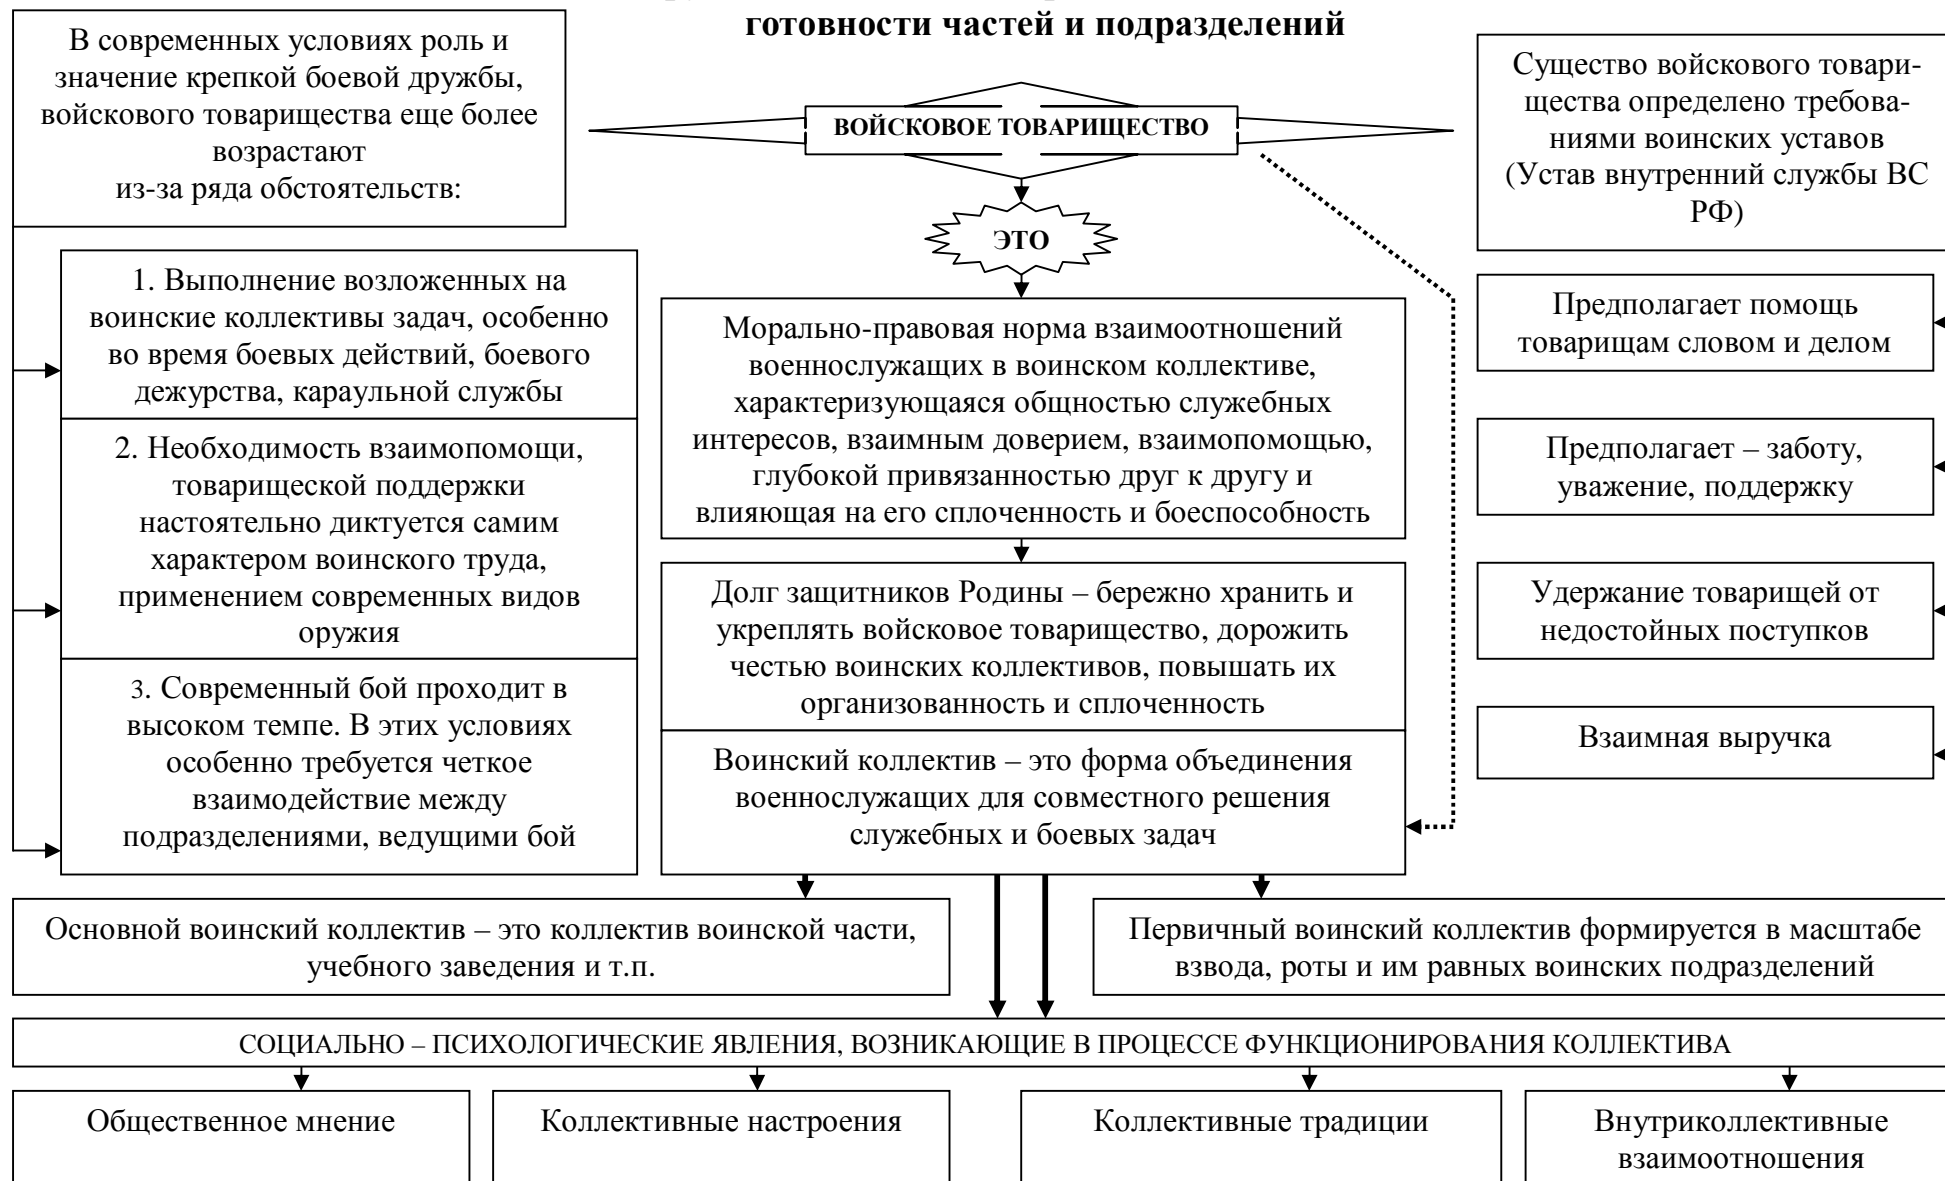 готовности частей и подразделений
В современных условиях роль и
значение крепкой боевой дружбы,
войскового товарищества еще более
возрастают
из-за ряда обстоятельств:
ВОЙСКОВОЕ ТОВАРИЩЕСТВО
Существо войскового товари-
щества определено требова-
ниями воинских уставов
(Устав внутренний службы ВС
РФ)
ЭТО
1. Выполнение возложенных на
воинские коллективы задач, особенно
во время боевых действий, боевого
дежурства, караульной службы
2. Необходимость взаимопомощи,
товарищеской поддержки
настоятельно диктуется самим
характером воинского труда,
применением современных видов
оружия
3. Современный бой проходит в
высоком темпе. В этих условиях
особенно требуется четкое
взаимодействие между
подразделениями, ведущими бой
Морально-правовая норма взаимоотношений
военнослужащих в воинском коллективе,
характеризующаяся общностью служебных
интересов, взаимным доверием, взаимопомощью,
глубокой привязанностью друг к другу и
влияющая на его сплоченность и боеспособность
Долг защитников Родины – бережно хранить и
укреплять войсковое товарищество, дорожить
честью воинских коллективов, повышать их
организованность и сплоченность
Воинский коллектив – это форма объединения
военнослужащих для совместного решения
служебных и боевых задач
Предполагает помощь
товарищам словом и делом
Предполагает – заботу,
уважение, поддержку
Удержание товарищей от
недостойных поступков
Взаимная выручка
Основной воинский коллектив – это коллектив воинской части,
учебного заведения и т.п.
Первичный воинский коллектив формируется в масштабе
взвода, роты и им равных воинских подразделений
СОЦИАЛЬНО – ПСИХОЛОГИЧЕСКИЕ ЯВЛЕНИЯ, ВОЗНИКАЮЩИЕ В ПРОЦЕССЕ ФУНКЦИОНИРОВАНИЯ КОЛЛЕКТИВА
Общественное мнение
Коллективные настроения
Коллективные традиции
Внутриколлективные
взаимоотношения